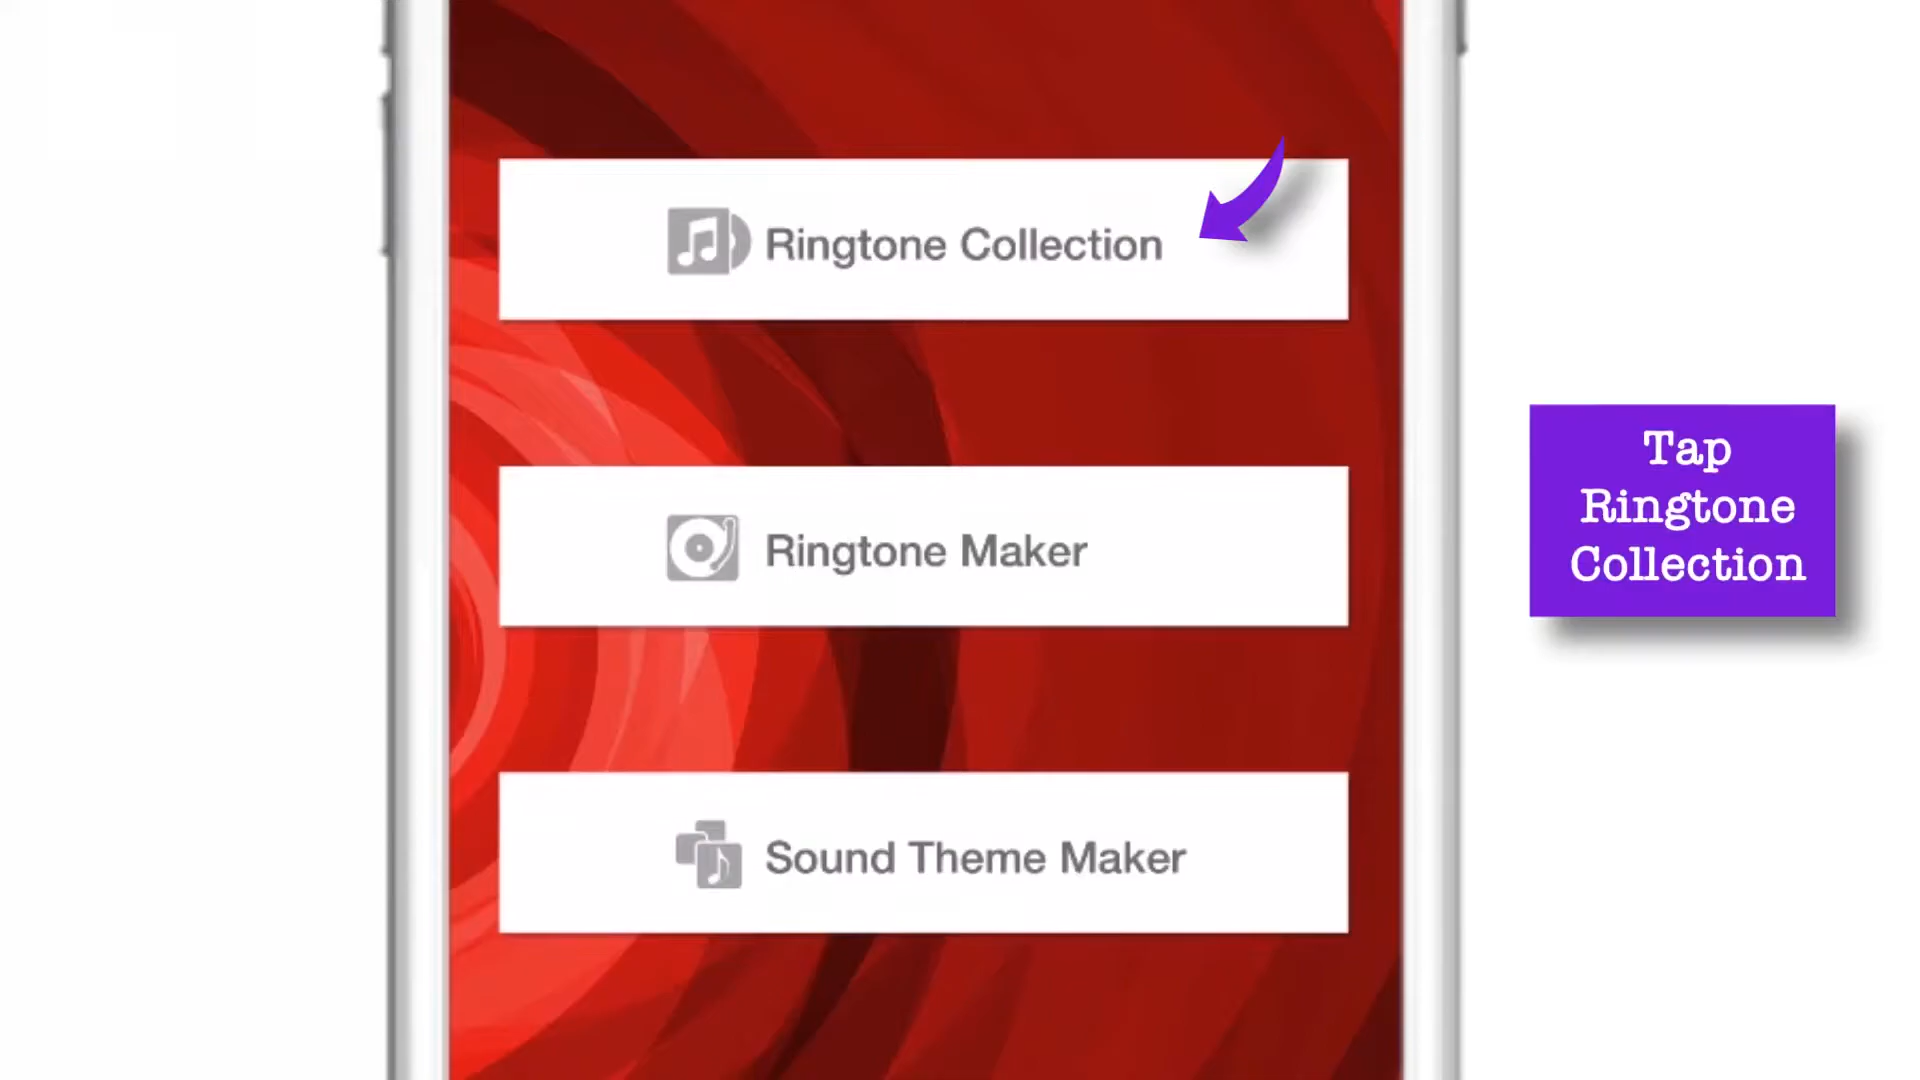 Ringtone Collection
Ringtone Maker
Sound Theme Maker
Tap
Ringtone
Collection